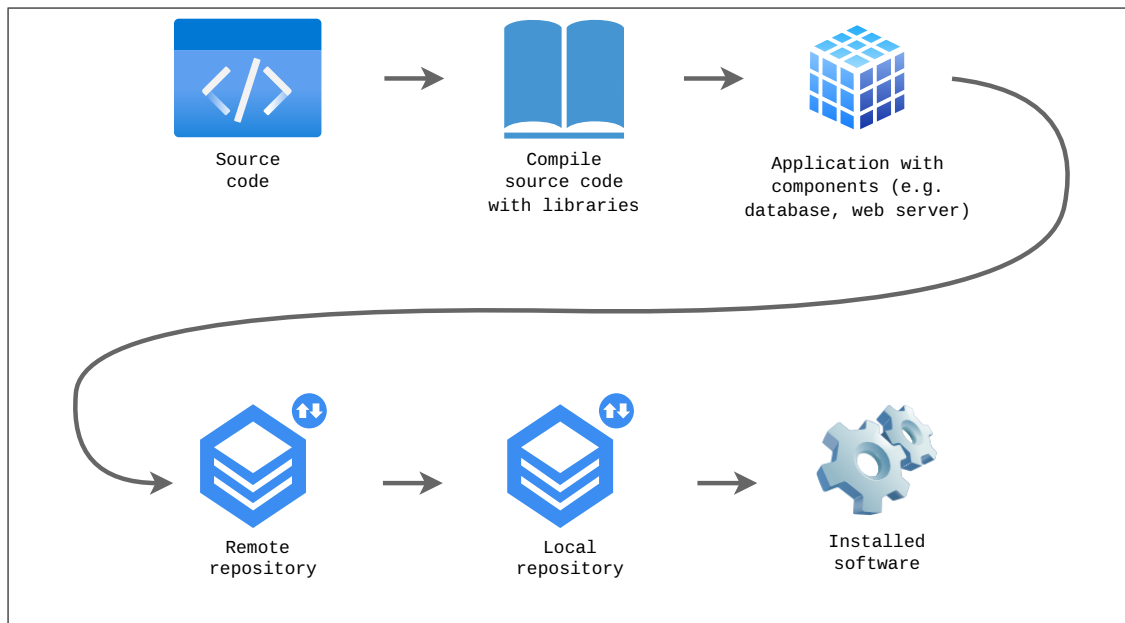 Source
code
Compile
source code
with libraries
Application with
components (e.g.
database, web server)
Remote
repository
Local
repository
Installed
software